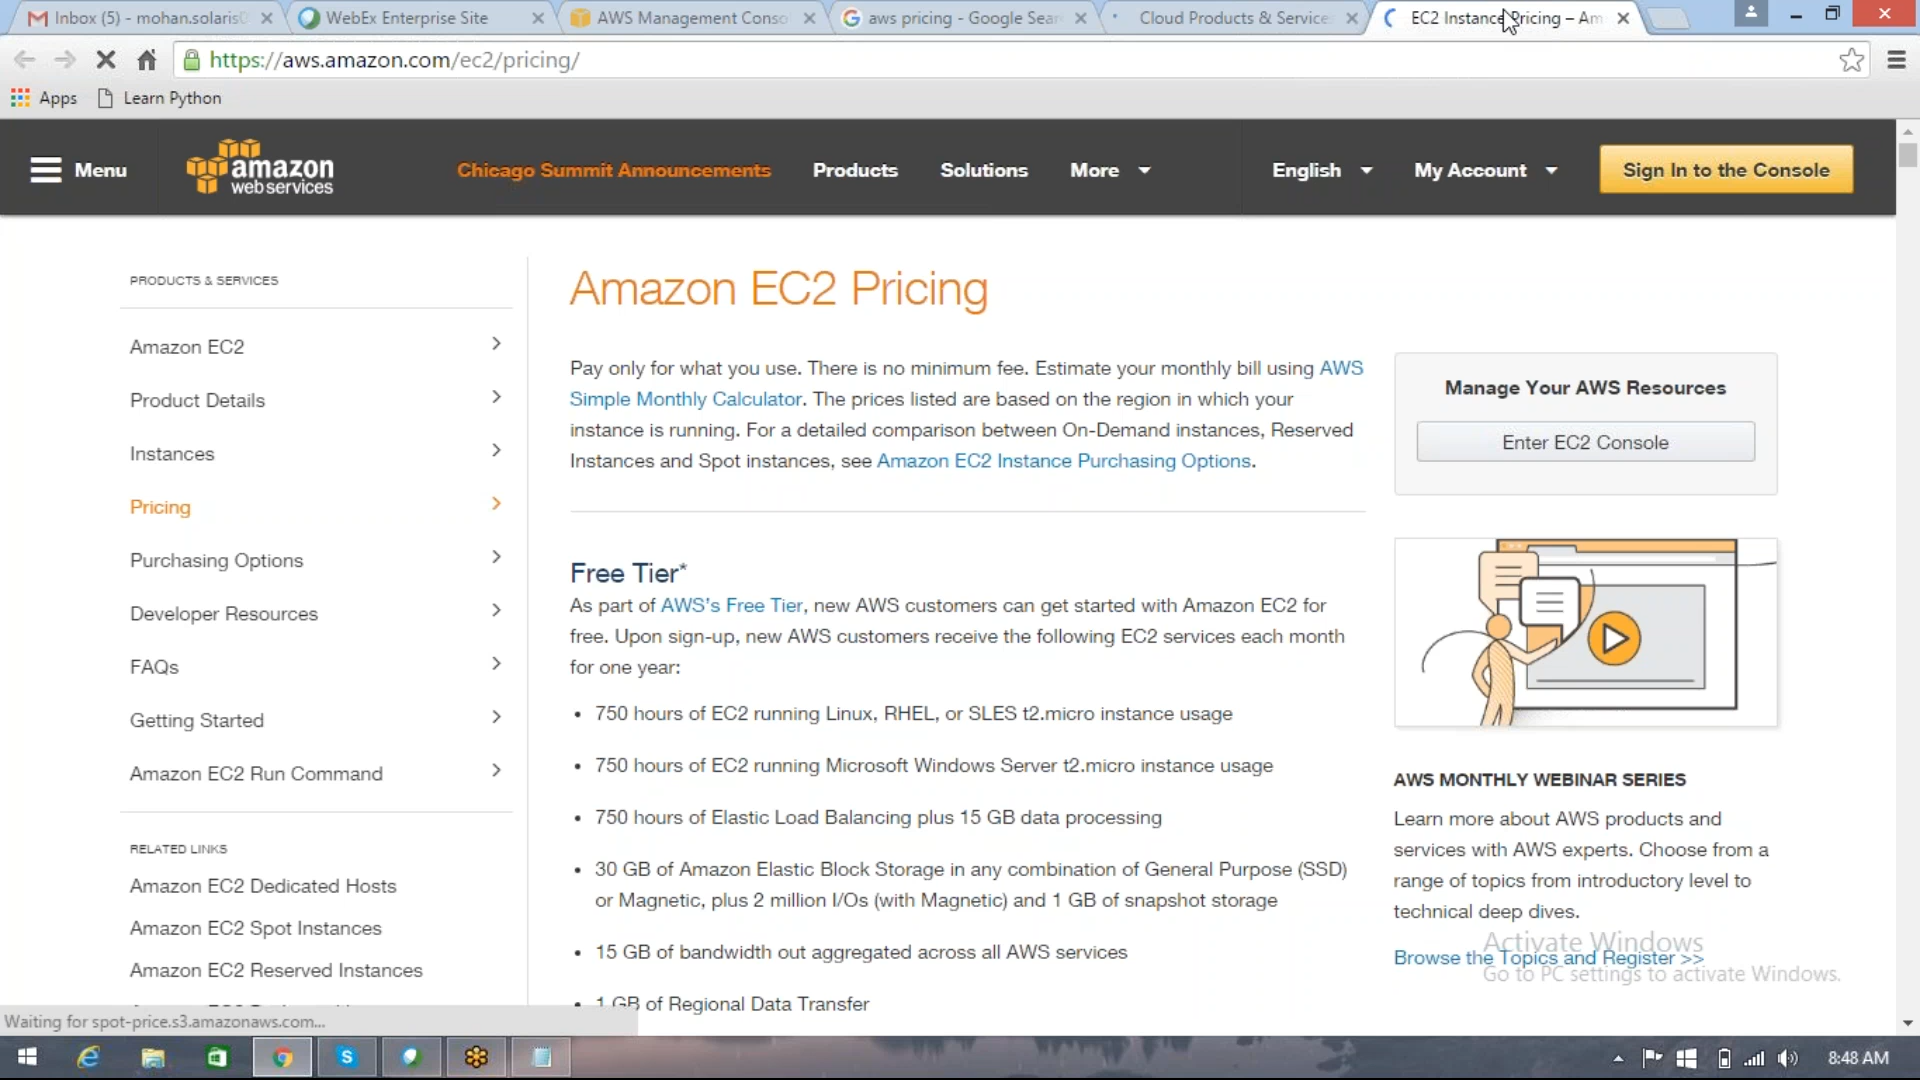 Inbox (5) - mohan.solaris
WebEx Enterprise Site
AWS Management Conso
aws pricing - Google Sear
Cloud Products & Service
EC2 Instance Pricing – Am
https://aws.amazon.com/ec2/pricing/
Apps
Learn Python
Menu
amazon
web services
Chicago Summit Announcements
Products
Solutions
More
English
My Account
Sign In to the Console
PRODUCTS & SERVICES
Amazon EC2
Product Details
Instances
Pricing
Purchasing Options
Developer Resources
FAQs
Getting Started
Amazon EC2 Run Command
RELATED LINKS
Amazon EC2 Dedicated Hosts
Amazon EC2 Spot Instances
Amazon EC2 Reserved Instances
Amazon EC2 Pricing
Pay only for what you use. There is no minimum fee. Estimate your monthly bill using AWS
Simple Monthly Calculator. The prices listed are based on the region in which your
instance is running. For a detailed comparison between On-Demand instances, Reserved
Instances and Spot instances, see Amazon EC2 Instance Purchasing Options.
Free Tier*
As part of AWS's Free Tier, new AWS customers can get started with Amazon EC2 for
free. Upon sign-up, new AWS customers receive the following EC2 services each month
for one year:
• 750 hours of EC2 running Linux, RHEL, or SLES t2.micro instance usage
• 750 hours of EC2 running Microsoft Windows Server t2.micro instance usage
• 750 hours of Elastic Load Balancing plus 15 GB data processing
• 30 GB of Amazon Elastic Block Storage in any combination of General Purpose (SSD)
or Magnetic, plus 2 million I/Os (with Magnetic) and 1 GB of snapshot storage
• 15 GB of bandwidth out aggregated across all AWS services
• 1 GB of Regional Data Transfer
Manage Your AWS Resources
Enter EC2 Console
AWS MONTHLY WEBINAR SERIES
Learn more about AWS products and
services with AWS experts. Choose from a
range of topics from introductory level to
technical deep dives.
Browse the Topics and Register >>
Activate Windows
Go to PC settings to activate Windows.
Waiting for spot-price.s3.amazonaws.com...
8:48 AM